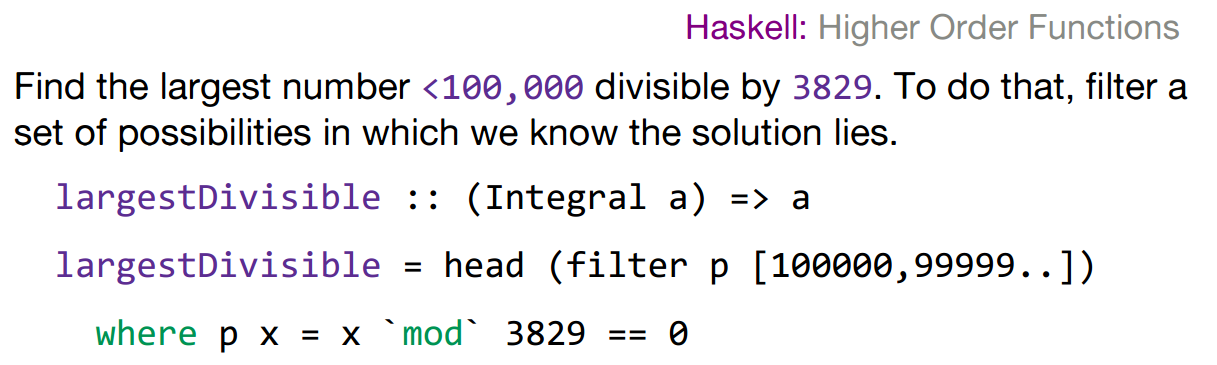 Haskell: Higher Order Functions
Find the largest number <100,000 divisible by 3829. To do that, filter a
set of possibilities in which we know the solution lies.
largestDivisible :: (Integral a) => a
largestDivisible = head (filter p [100000,99999..])
where p x = x `mod` 3829 == 0